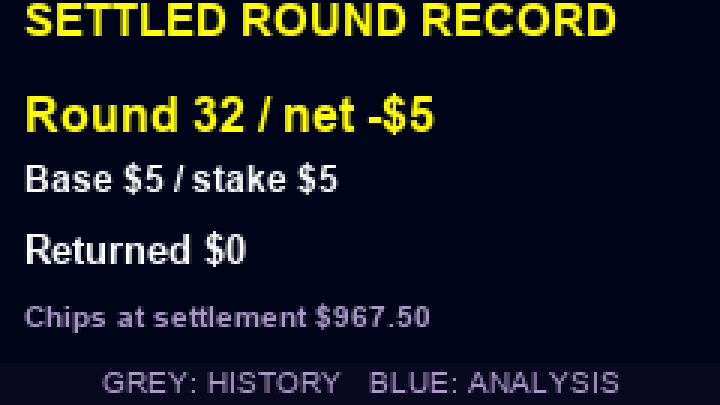 SETTLED ROUND RECORD
Round 32 / net -$5
Base $5 / stake $5
Returned $0
Chips at settlement $967.50
GREY: HISTORY BLUE: ANALYSIS